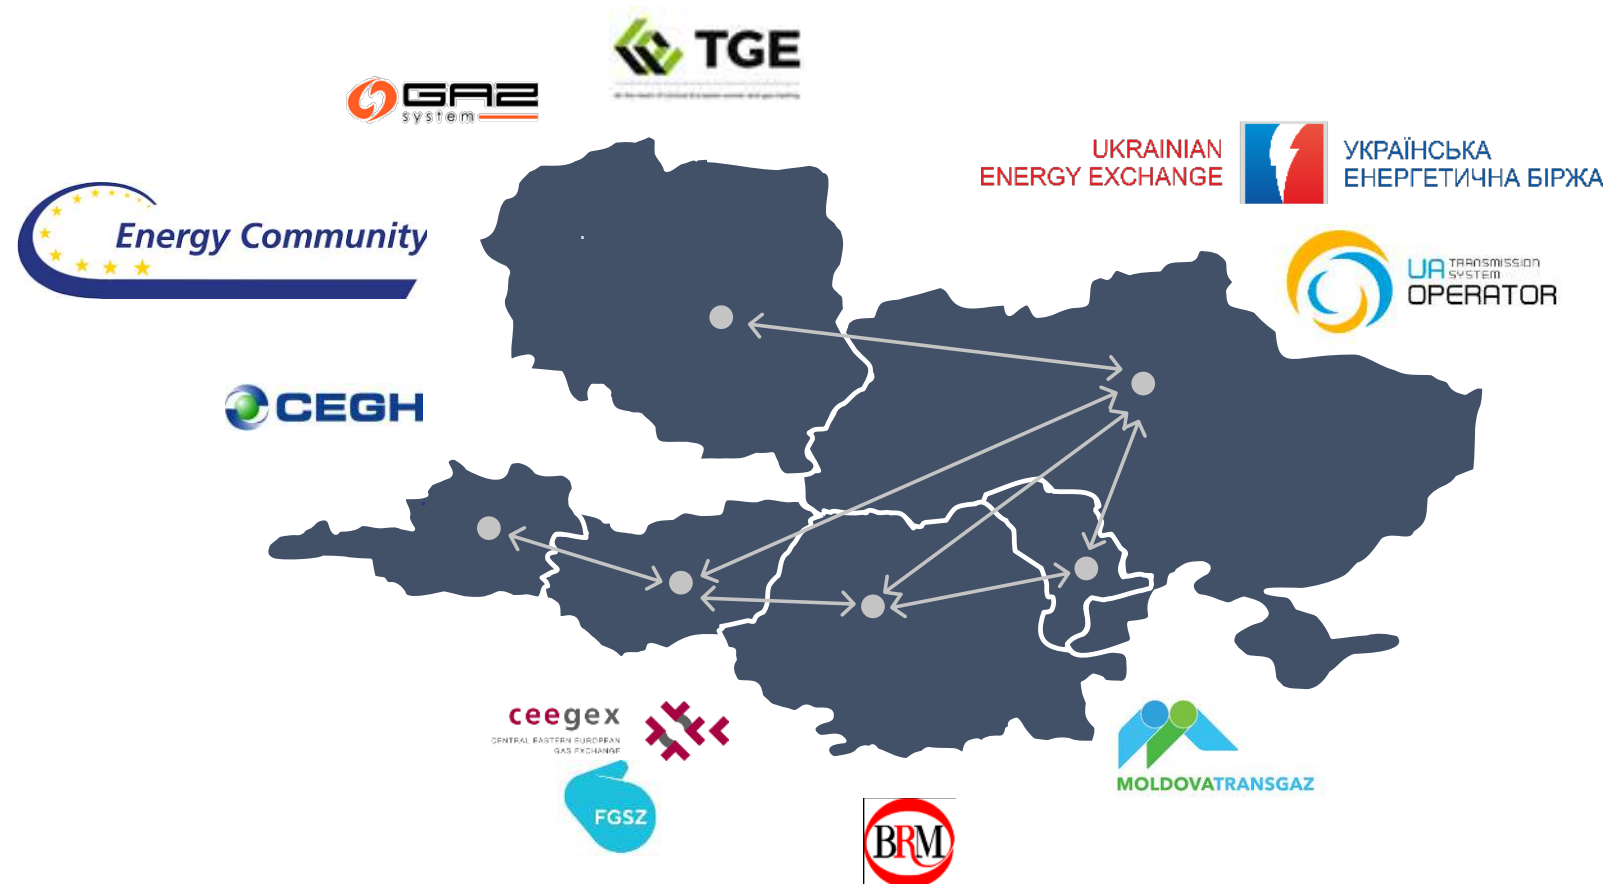 TGE
GAZ
system
UKRAINIAN
ENERGY EXCHANGE
УКРАЇНСЬКА
ЕНЕРГЕТИЧНА БІРЖА
Energy Community
UA TRANSMISSION
SYSTEM
OPERATOR
CEGH
ceegex
CENTRAL EASTERN EUROPEAN
GAS EXCHANGE
FGSZ
MOLDOVATRANSGAZ
BRM